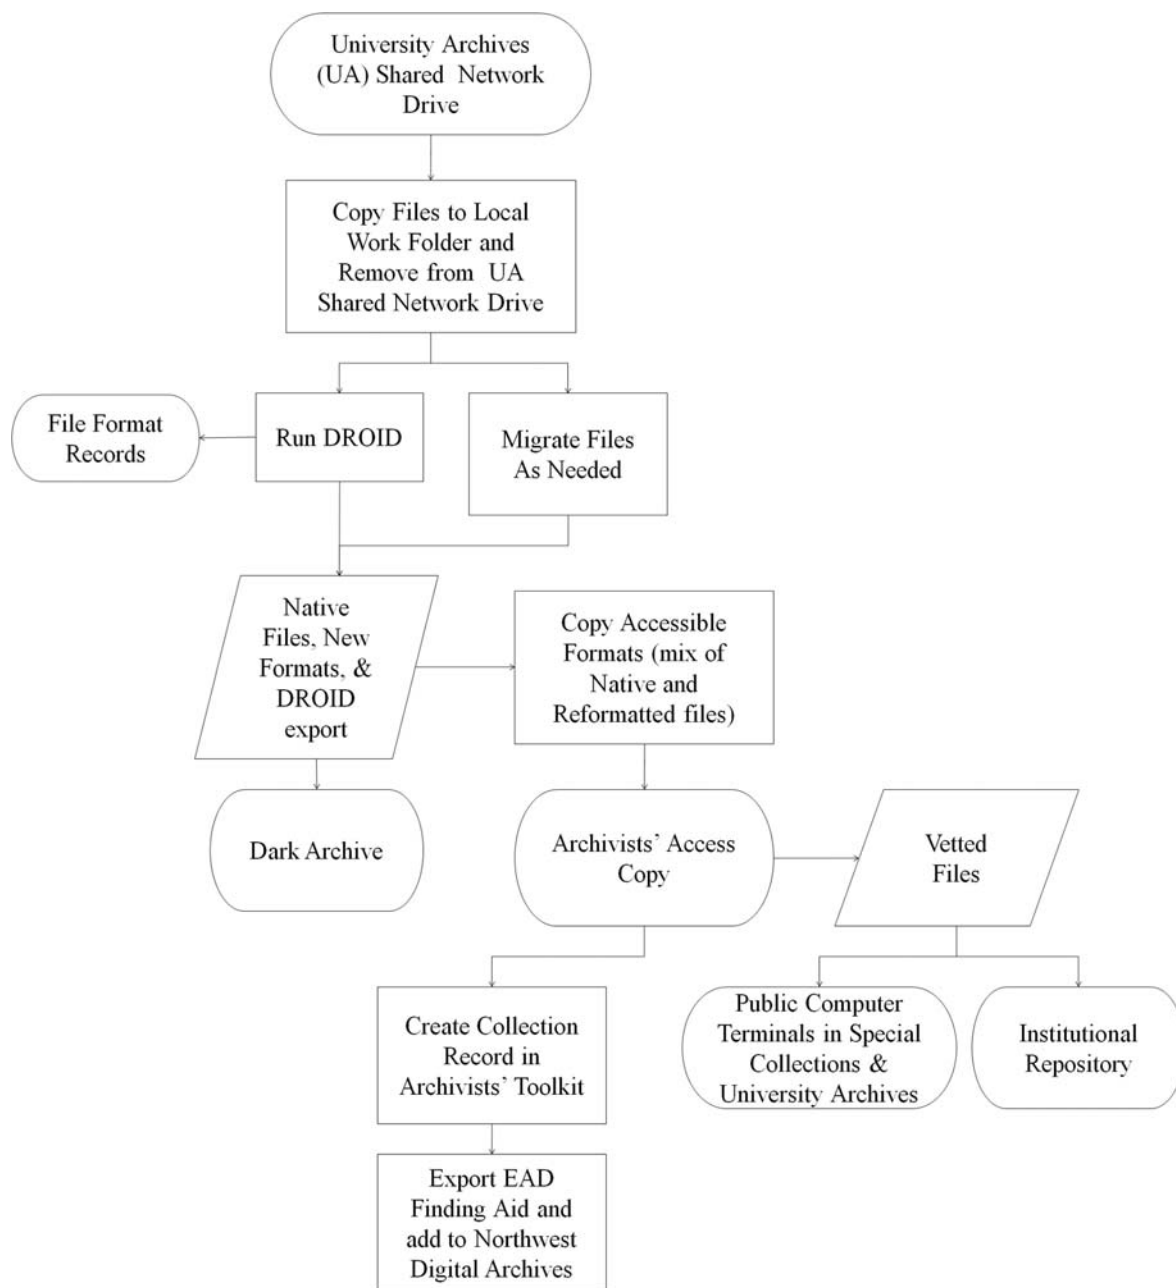 University Archives
(UA) Shared Network
Drive
Copy Files to Local
Work Folder and
Remove from UA
Shared Network Drive
File Format
Records
Run DROID
Migrate Files
As Needed
Native
Files, New
Formats, &
DROID
export
Copy Accessible
Formats (mix of
Native and
Reformatted files)
Dark Archive
Archivists’ Access
Copy
Vetted
Files
Create Collection
Record in
Archivists’ Toolkit
Public Computer
Terminals in Special
Collections &
University Archives
Institutional
Repository
Export EAD
Finding Aid and
add to Northwest
Digital Archives